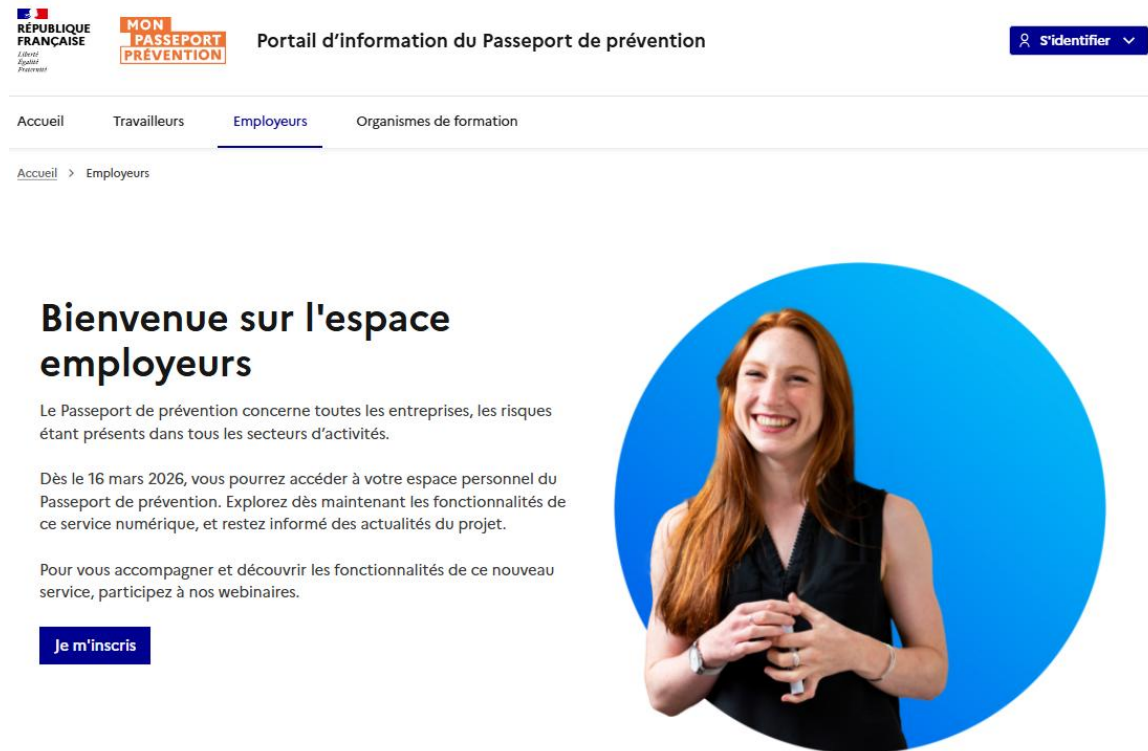 RÉPUBLIQUE
FRANÇAISE
Liberté
Égalité
Fraternité
MON
PASSEPORT
PRÉVENTION
Portail d’information du Passeport de prévention
S'identifier
Accueil Travailleurs Employeurs Organismes de formation
Accueil > Employeurs
Bienvenue sur l'espace
employeurs
Le Passeport de prévention concerne toutes les entreprises, les risques
étant présents dans tous les secteurs d’activités.
Dès le 16 mars 2026, vous pourrez accéder à votre espace personnel du
Passeport de prévention. Explorez dès maintenant les fonctionnalités de
ce service numérique, et restez informé des actualités du projet.
Pour vous accompagner et découvrir les fonctionnalités de ce nouveau
service, participez à nos webinaires.
Je m'inscris